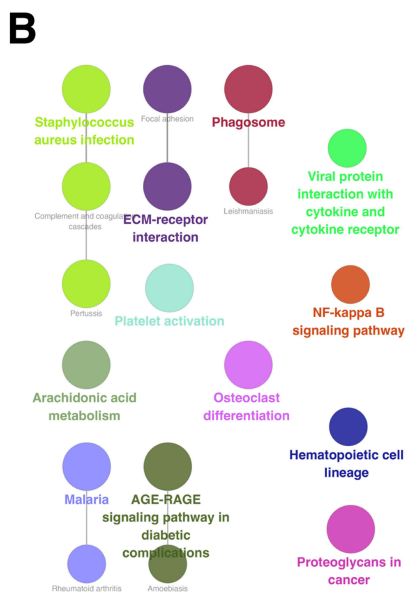 B
Staphylococcus
aureus infection
Focal adhesion
Phagosome
Viral protein
interaction with
cytokine and
cytokine receptor
Complement and coagulation
cascades
ECM-receptor
interaction
Leishmaniasis
Pertussis
Platelet activation
NF-kappa B
signaling pathway
Arachidonic acid
metabolism
Osteoclast
differentiation
Hematopoietic cell
lineage
Malaria
AGE-RAGE
signaling pathway in
diabetic
complications
Rheumatoid arthritis
Amoebiasis
Proteoglycans in
cancer